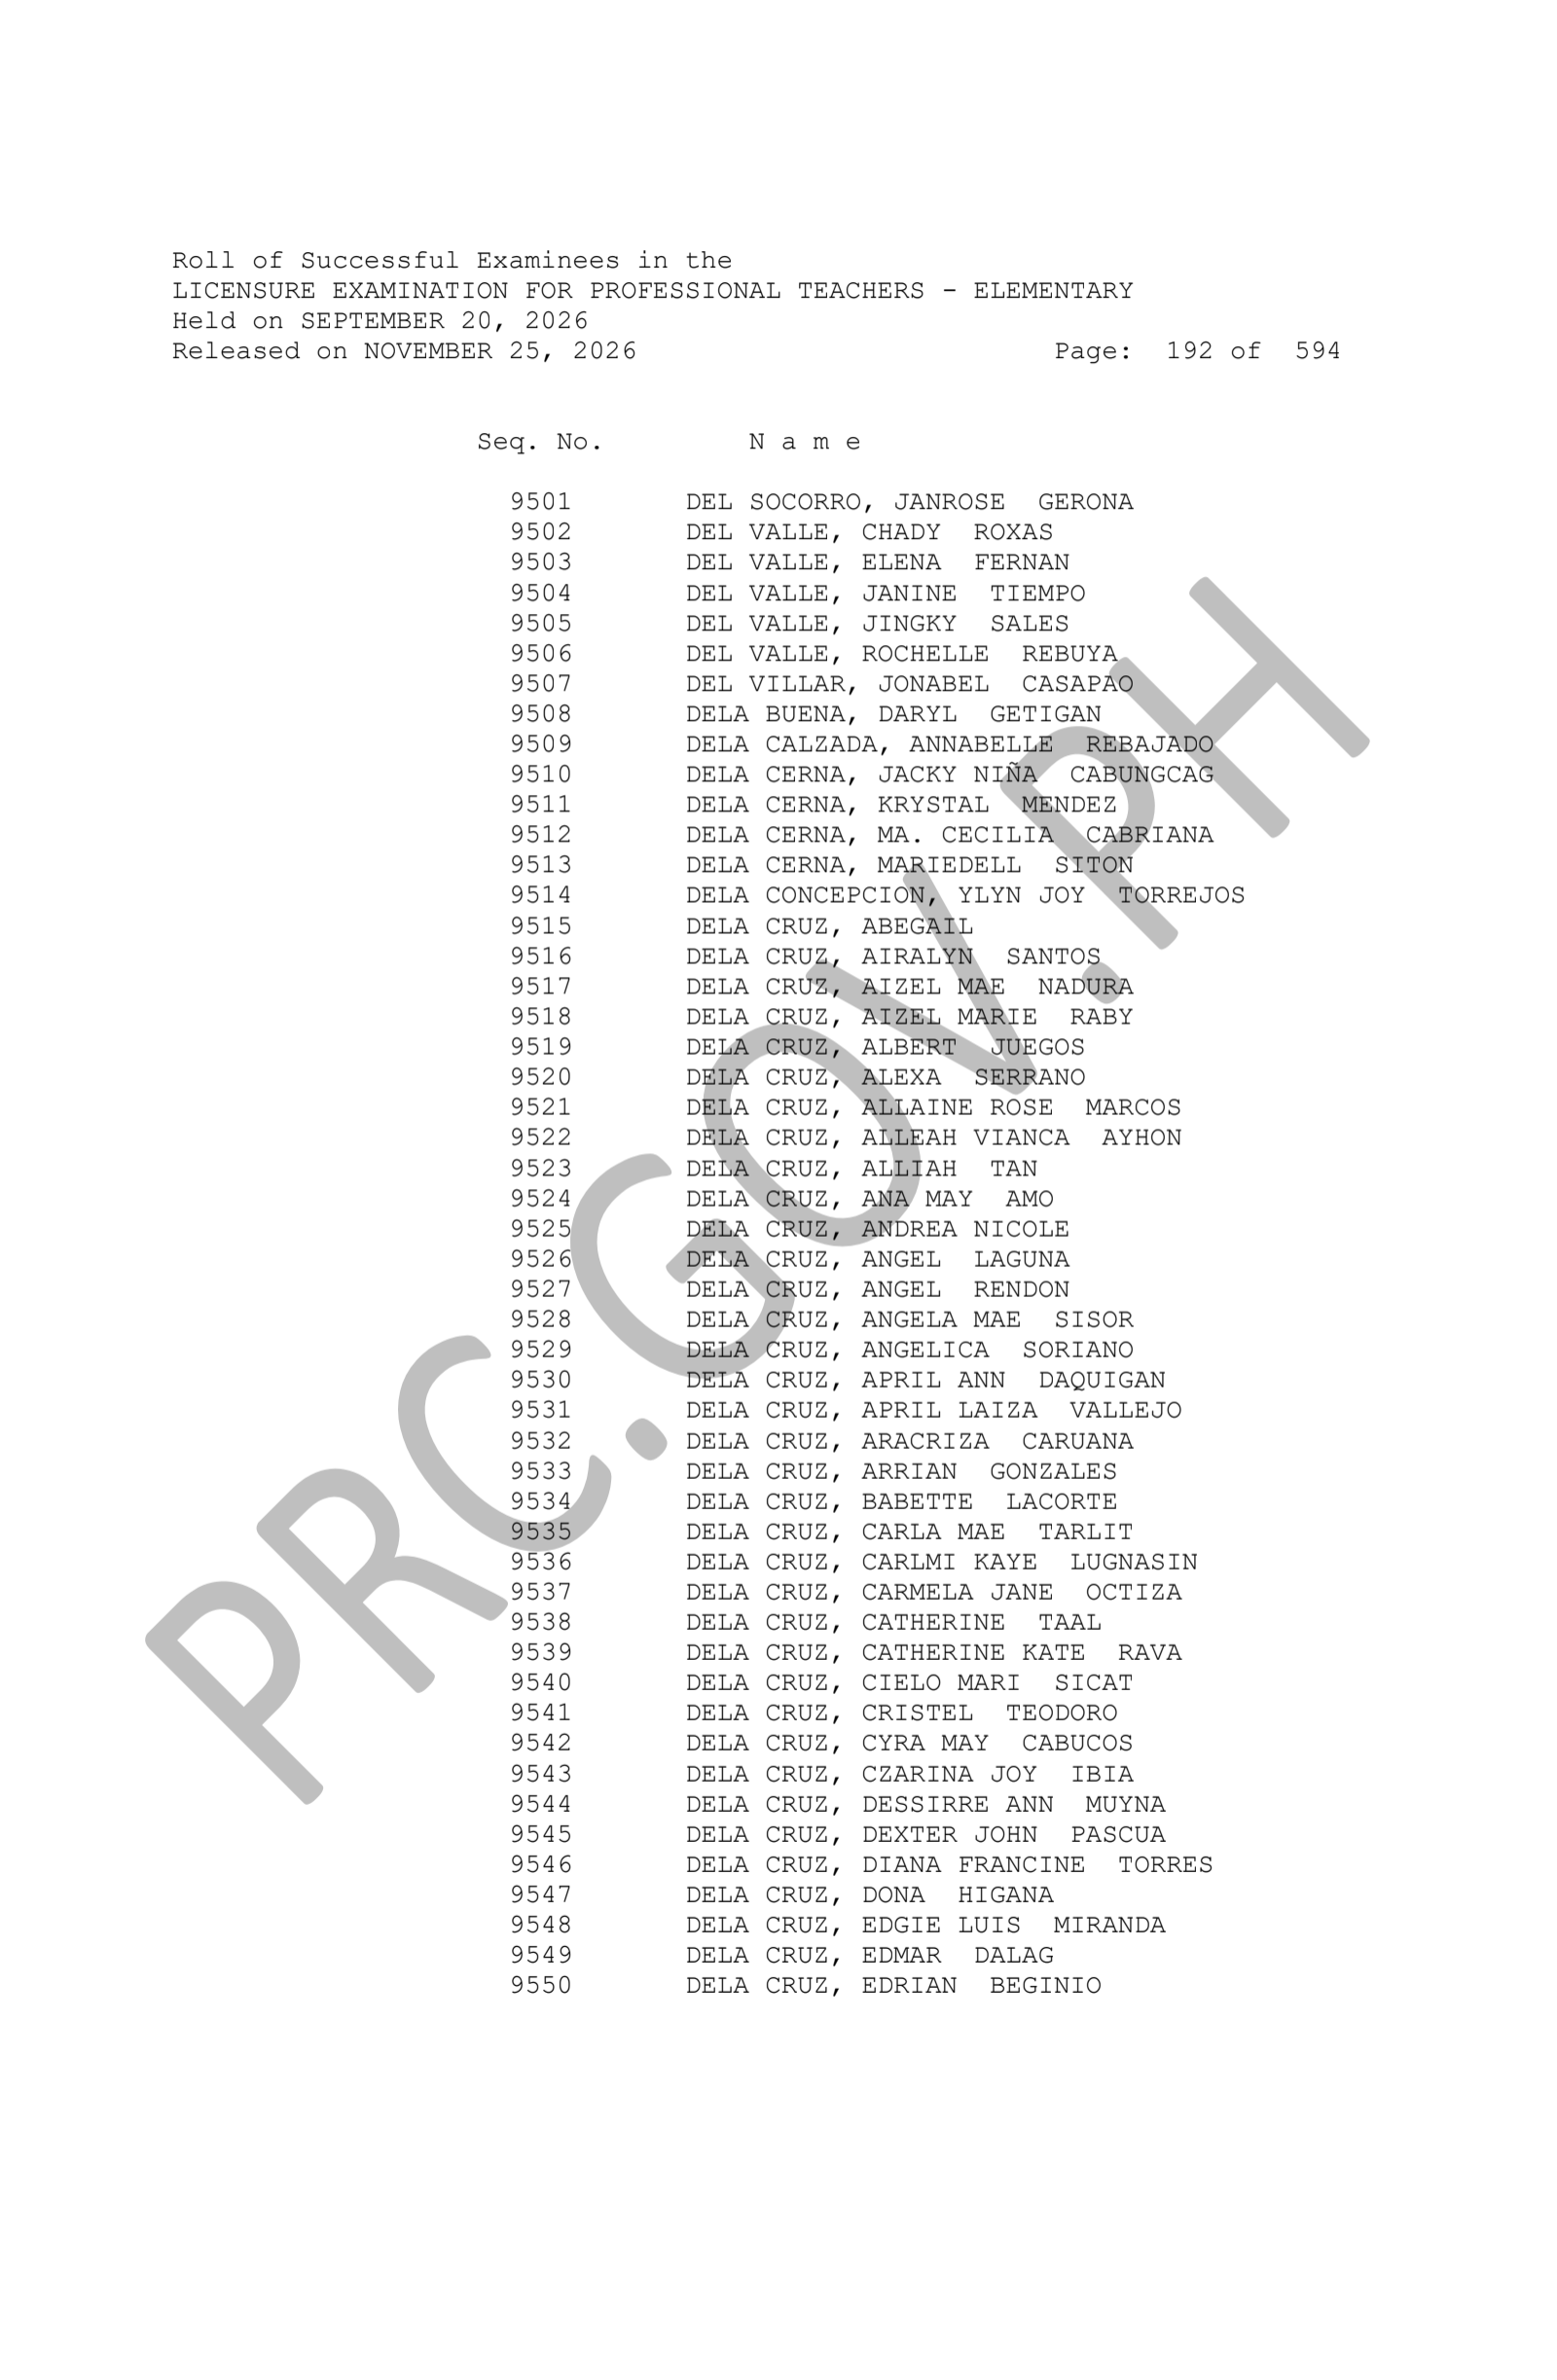 Roll of Successful Examinees in the
LICENSURE EXAMINATION FOR PROFESSIONAL TEACHERS - ELEMENTARY
Held on SEPTEMBER 20, 2026
Released on NOVEMBER 25, 2026 Page: 192 of 594
Seq. No. N a m e
9501 DEL SOCORRO, JANROSE GERONA
9502 DEL VALLE, CHADY ROXAS
9503 DEL VALLE, ELENA FERNAN
9504 DEL VALLE, JANINE TIEMPO
9505 DEL VALLE, JINGKY SALES
9506 DEL VALLE, ROCHELLE REBUYA
9507 DEL VILLAR, JONABEL CASAPAO
9508 DELA BUENA, DARYL GETIGAN
9509 DELA CALZADA, ANNABELLE REBAJADO
9510 DELA CERNA, JACKY NIÑA CABUNGCAG
9511 DELA CERNA, KRYSTAL MENDEZ
9512 DELA CERNA, MA. CECILIA CABRIANA
9513 DELA CERNA, MARIEDELL SITON
9514 DELA CONCEPCION, YLYN JOY TORREJOS
9515 DELA CRUZ, ABEGAIL
9516 DELA CRUZ, AIRALYN SANTOS
9517 DELA CRUZ, AIZEL MAE NADURA
9518 DELA CRUZ, AIZEL MARIE RABY
9519 DELA CRUZ, ALBERT JUEGOS
9520 DELA CRUZ, ALEXA SERRANO
9521 DELA CRUZ, ALLAINE ROSE MARCOS
9522 DELA CRUZ, ALLEAH VIANCA AYHON
9523 DELA CRUZ, ALLIAH TAN
9524 DELA CRUZ, ANA MAY AMO
9525 DELA CRUZ, ANDREA NICOLE
9526 DELA CRUZ, ANGEL LAGUNA
9527 DELA CRUZ, ANGEL RENDON
9528 DELA CRUZ, ANGELA MAE SISOR
9529 DELA CRUZ, ANGELICA SORIANO
9530 DELA CRUZ, APRIL ANN DAQUIGAN
9531 DELA CRUZ, APRIL LAIZA VALLEJO
9532 DELA CRUZ, ARACRIZA CARUANA
9533 DELA CRUZ, ARRIAN GONZALES
9534 DELA CRUZ, BABETTE LACORTE
9535 DELA CRUZ, CARLA MAE TARLIT
9536 DELA CRUZ, CARLMI KAYE LUGNASIN
9537 DELA CRUZ, CARMELA JANE OCTIZA
9538 DELA CRUZ, CATHERINE TAAL
9539 DELA CRUZ, CATHERINE KATE RAVA
9540 DELA CRUZ, CIELO MARI SICAT
9541 DELA CRUZ, CRISTEL TEODORO
9542 DELA CRUZ, CYRA MAY CABUCOS
9543 DELA CRUZ, CZARINA JOY IBIA
9544 DELA CRUZ, DESSIRRE ANN MUYNA
9545 DELA CRUZ, DEXTER JOHN PASCUA
9546 DELA CRUZ, DIANA FRANCINE TORRES
9547 DELA CRUZ, DONA HIGANA
9548 DELA CRUZ, EDGIE LUIS MIRANDA
9549 DELA CRUZ, EDMAR DALAG
9550 DELA CRUZ, EDRIAN BEGINIO
PRC.GOV.PH